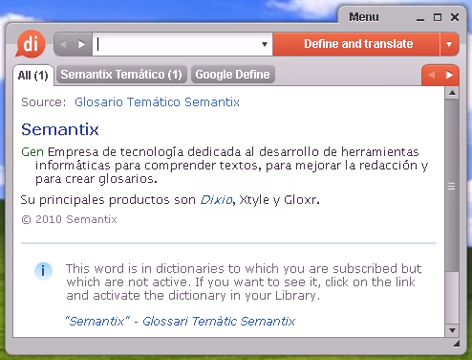 Menu
di
Define and translate
All (1)
Semantix Temático (1)
Google Define
Source: Glosario Temático Semantix
Semantix
Gen Empresa de tecnología dedicada al desarrollo de herramientas
informáticas para comprender textos, para mejorar la redacción y
para crear glosarios.
Su principales producto son Dixio, Xtyle y Gloxr.
© 2010 Semantix
i
This word is in dictionaries to which you are subscribed but
which are not active. If you want to see it, click on the link
and activate the dictionary in your Library.
"Semantix" - Glossari Temàtic Semantix